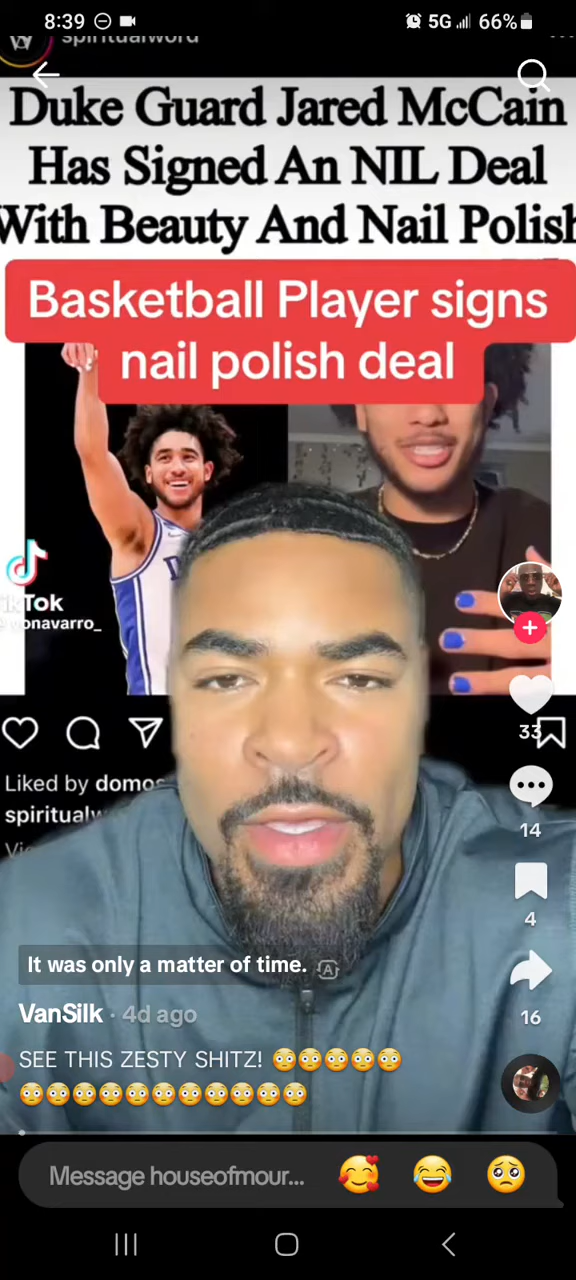 8:39
5G 66%
spiritualword
Duke Guard Jared McCain
Has Signed An NIL Deal
With Beauty And Nail Polish
Basketball Player signs
nail polish deal
D
TikTok
33
Liked by domos
spiritualw
14
4
It was only a matter of time. A
VanSilk · 4d ago
16
SEE THIS ZESTY SHITZ! 😳😳😳😳😳
😳😳😳😳😳😳😳😳😳😳😳
Message houseofmour... 🥰 😂 🥺